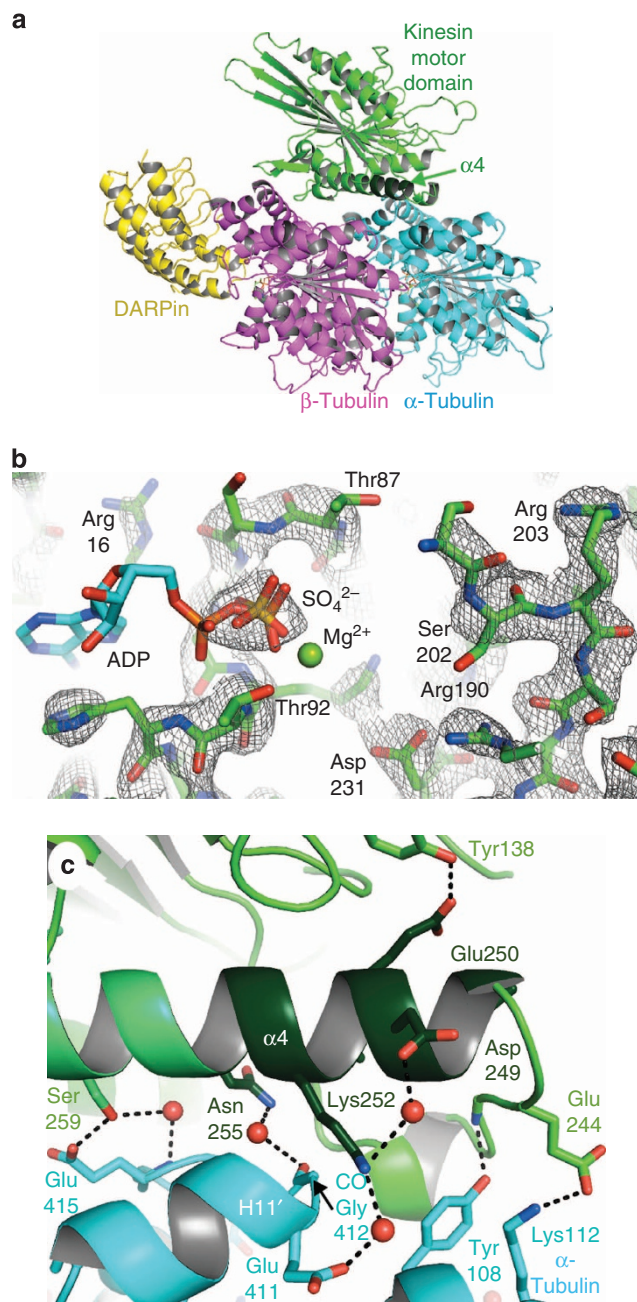 a
Kinesin
motor
domain
α4
DARPin
β-Tubulin
α-Tubulin
b
Thr87
Arg
16
Arg
203
SO₄²⁻
Mg²⁺
Ser
202
ADP
Arg190
Thr92
Asp
231
c
Tyr138
Glu250
α4
Asp
249
Ser
259
Asn
255
Lys252
Glu
244
Glu
415
CO
Gly
412
H11′
Glu
411
Tyr
108
Lys112
α-
Tubulin